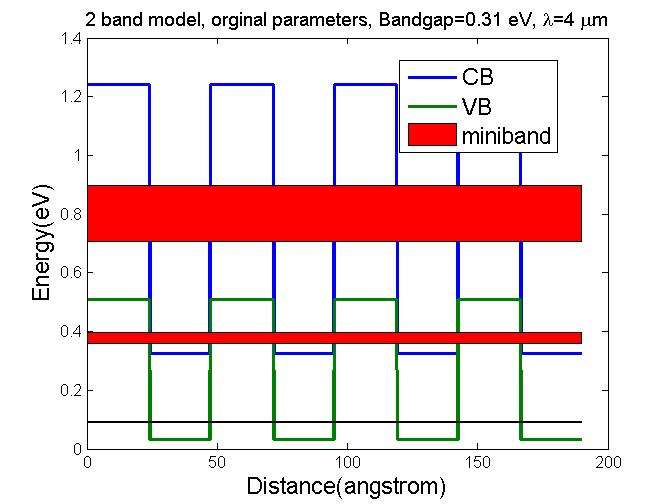 2 band model, orginal parameters, Bandgap=0.31 eV, λ=4 μm
1.4
1.2
1
0.8
0.6
0.4
0.2
0
0
50
100
150
200
Energy(eV)
Distance(angstrom)
CB
VB
miniband